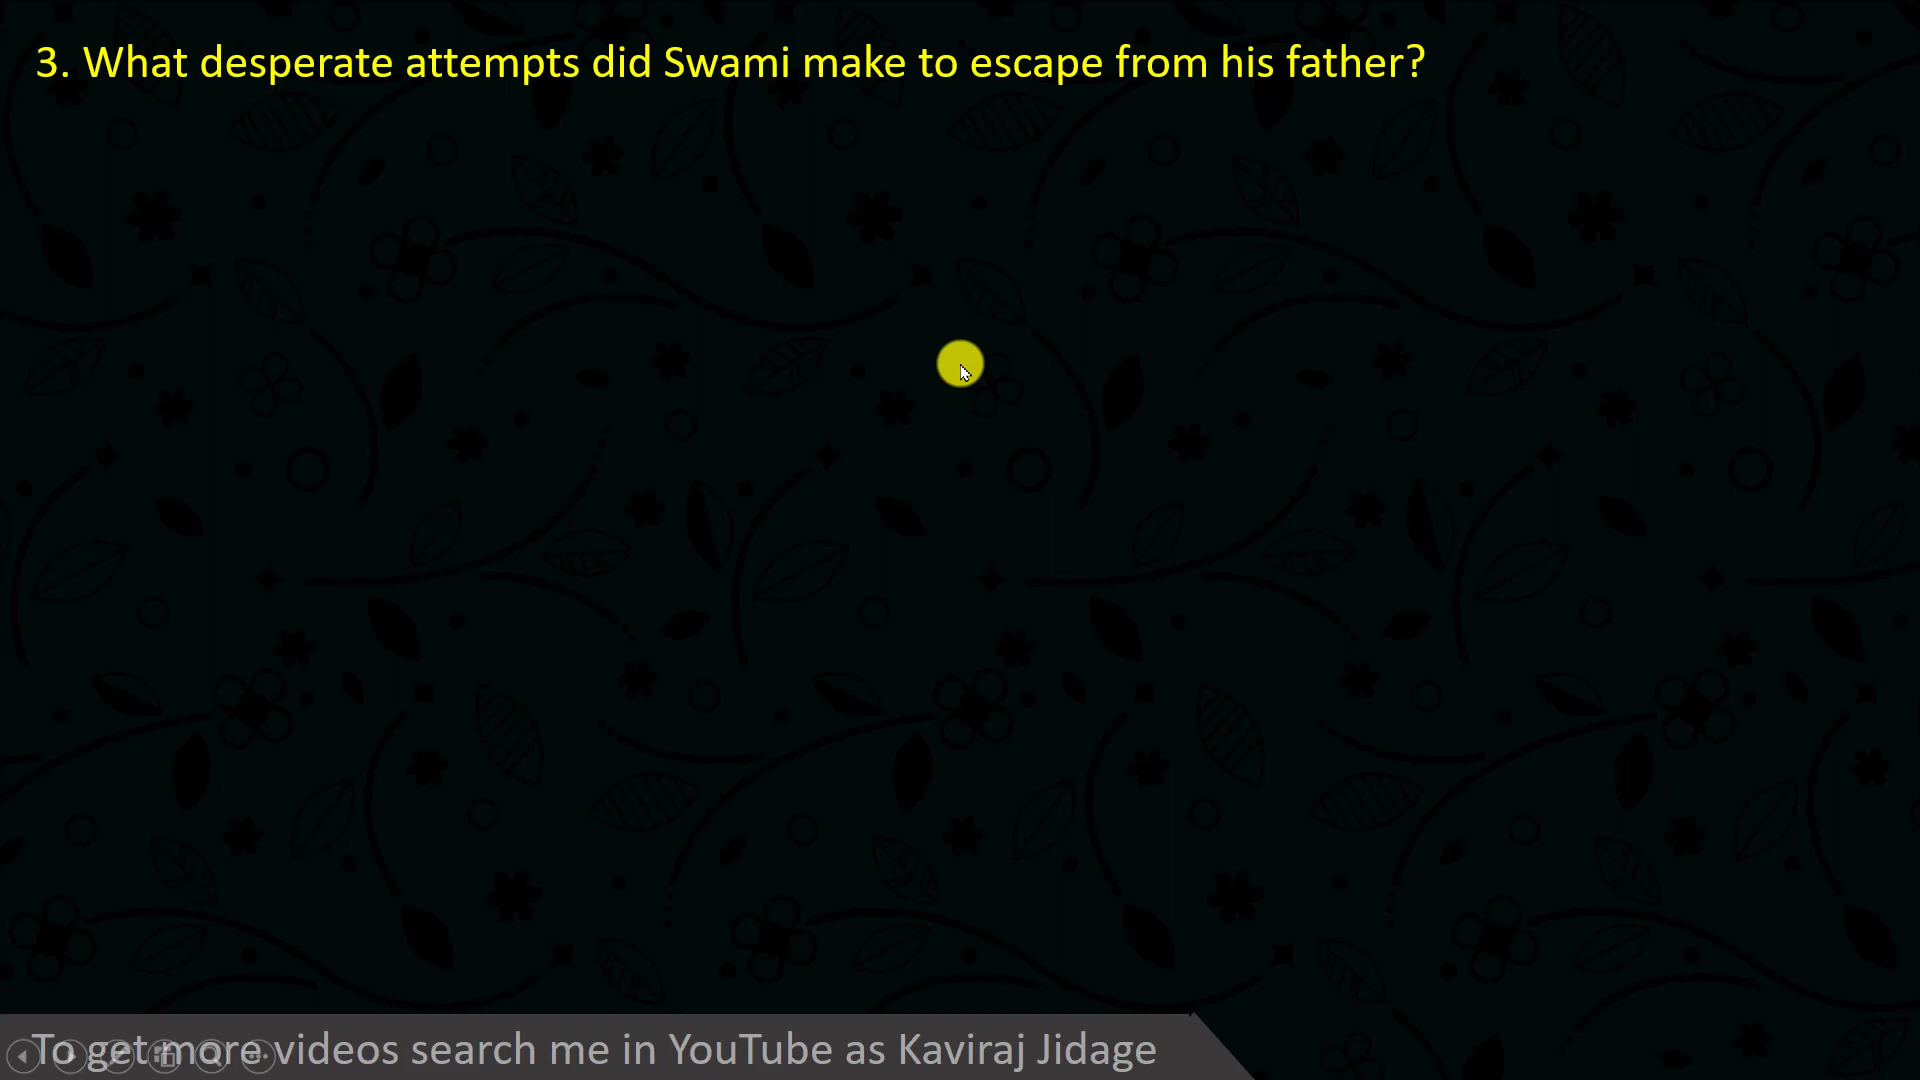 3. What desperate attempts did Swami make to escape from his father?
To get more videos search me in YouTube as Kaviraj Jidage